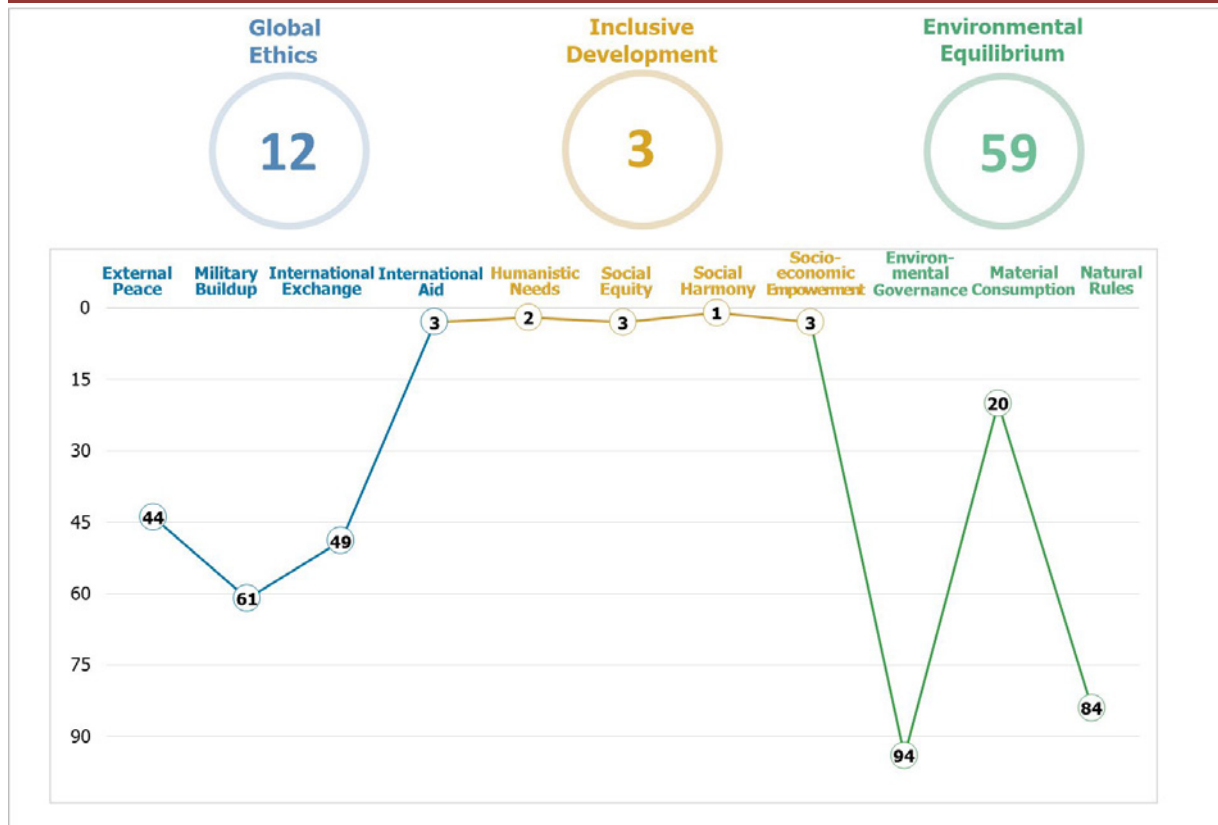 Global
Ethics
Inclusive
Development
Environmental
Equilibrium
12
3
59
External
Peace
Military
Buildup
International
Exchange
International
Aid
Humanistic
Needs
Social
Equity
Social
Harmony
Socio-
economic
Empowerment
Environ-
mental
Governance
Material
Consumption
Natural
Rules
0
15
30
45
60
75
90
44
61
49
3
2
3
1
3
94
20
84